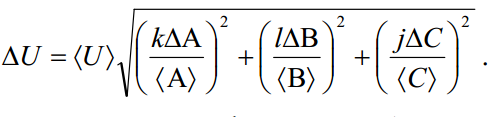 ΔU = ⟨U⟩ √( (kΔA / ⟨A⟩)² + (lΔB / ⟨B⟩)² + (jΔC / ⟨C⟩)² ) .